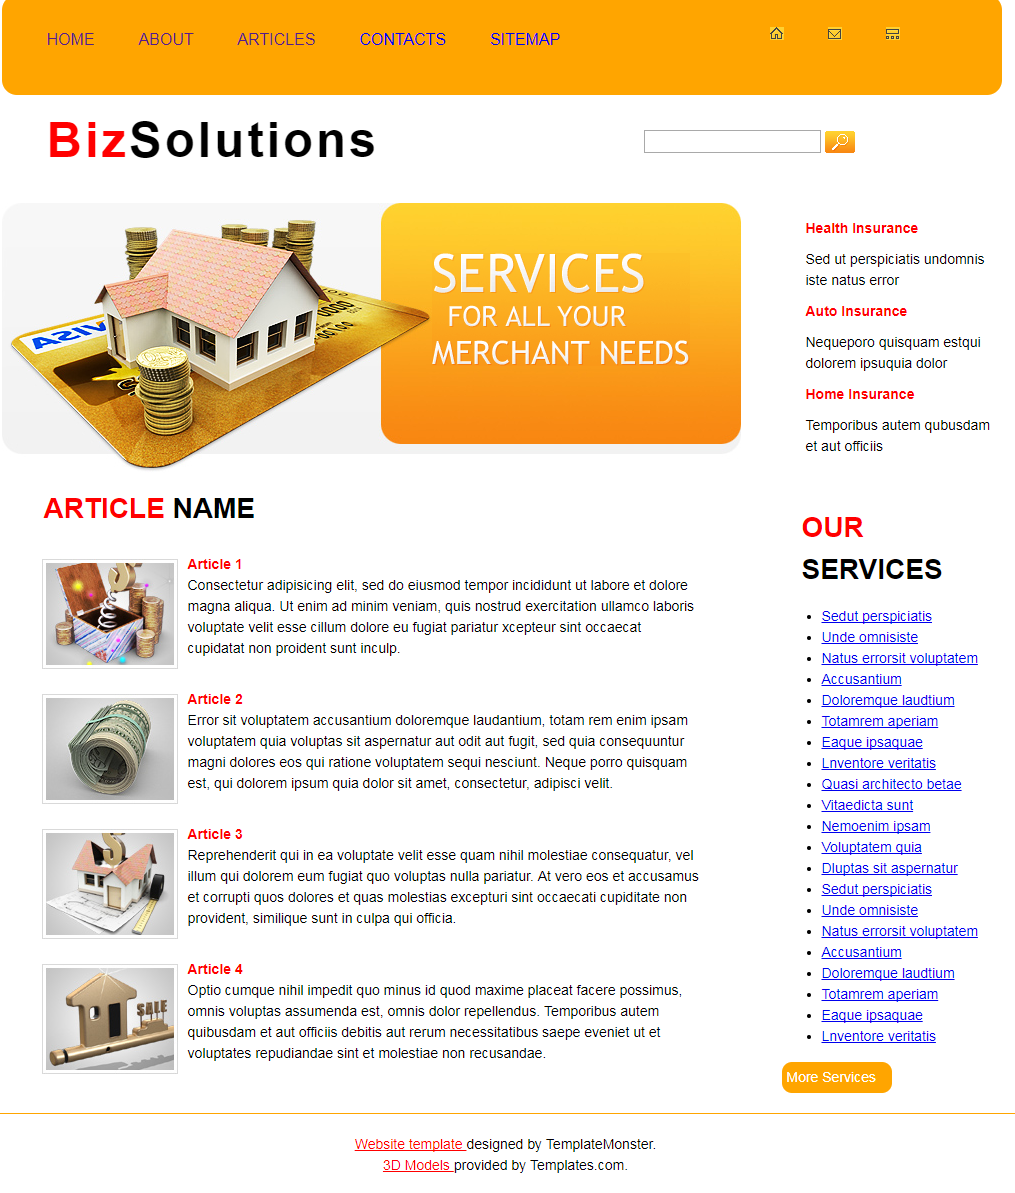 HOME ABOUT ARTICLES CONTACTS SITEMAP
BizSolutions
VISA
SERVICES
FOR ALL YOUR
MERCHANT NEEDS
Health Insurance
Sed ut perspiciatis undomnis
iste natus error
Auto Insurance
Nequeporo quisquam estqui
dolorem ipsuquia dolor
Home Insurance
Temporibus autem qubusdam
et aut officiis
ARTICLE NAME
Article 1
Consectetur adipisicing elit, sed do eiusmod tempor incididunt ut labore et dolore
magna aliqua. Ut enim ad minim veniam, quis nostrud exercitation ullamco laboris
voluptate velit esse cillum dolore eu fugiat pariatur xcepteur sint occaecat
cupidatat non proident sunt inculp.
Article 2
Error sit voluptatem accusantium doloremque laudantium, totam rem enim ipsam
voluptatem quia voluptas sit aspernatur aut odit aut fugit, sed quia consequuntur
magni dolores eos qui ratione voluptatem sequi nesciunt. Neque porro quisquam
est, qui dolorem ipsum quia dolor sit amet, consectetur, adipisci velit.
Article 3
Reprehenderit qui in ea voluptate velit esse quam nihil molestiae consequatur, vel
illum qui dolorem eum fugiat quo voluptas nulla pariatur. At vero eos et accusamus
et corrupti quos dolores et quas molestias excepturi sint occaecati cupiditate non
provident, similique sunt in culpa qui officia.
Article 4
SALE
Optio cumque nihil impedit quo minus id quod maxime placeat facere possimus,
omnis voluptas assumenda est, omnis dolor repellendus. Temporibus autem
quibusdam et aut officiis debitis aut rerum necessitatibus saepe eveniet ut et
voluptates repudiandae sint et molestiae non recusandae.
OUR
SERVICES
Sedut perspiciatis
Unde omnisiste
Natus errorsit voluptatem
Accusantium
Doloremque laudtium
Totamrem aperiam
Eaque ipsaquae
Lnventore veritatis
Quasi architecto betae
Vitaedicta sunt
Nemoenim ipsam
Voluptatem quia
Dluptas sit aspernatur
Sedut perspiciatis
Unde omnisiste
Natus errorsit voluptatem
Accusantium
Doloremque laudtium
Totamrem aperiam
Eaque ipsaquae
Lnventore veritatis
More Services
Website template designed by TemplateMonster.
3D Models provided by Templates.com.